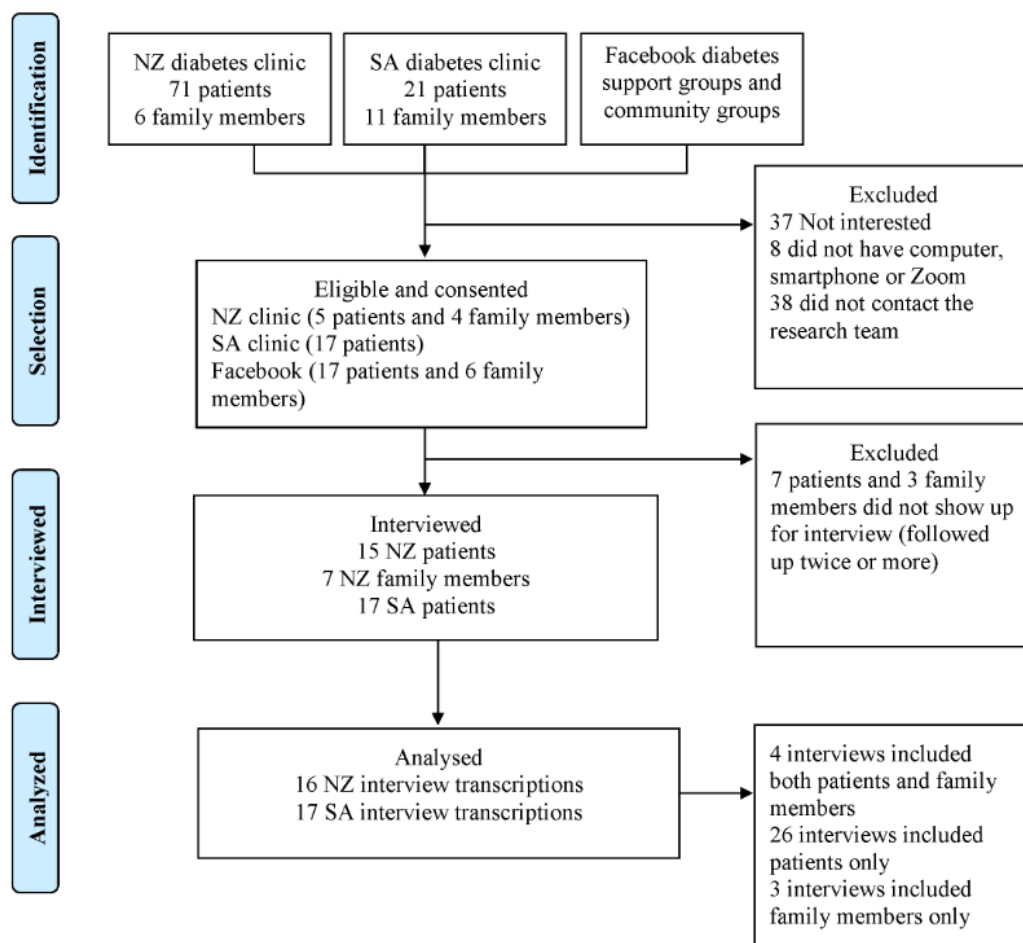 Identification
NZ diabetes clinic
71 patients
6 family members
SA diabetes clinic
21 patients
11 family members
Facebook diabetes
support groups and
community groups
Excluded
37 Not interested
8 did not have computer,
smartphone or Zoom
38 did not contact the
research team
Selection
Eligible and consented
NZ clinic (5 patients and 4 family members)
SA clinic (17 patients)
Facebook (17 patients and 6 family
members)
Excluded
7 patients and 3 family
members did not show up
for interview (followed
up twice or more)
Interviewed
Interviewed
15 NZ patients
7 NZ family members
17 SA patients
Analyzed
Analysed
16 NZ interview transcriptions
17 SA interview transcriptions
4 interviews included
both patients and family
members
26 interviews included
patients only
3 interviews included
family members only